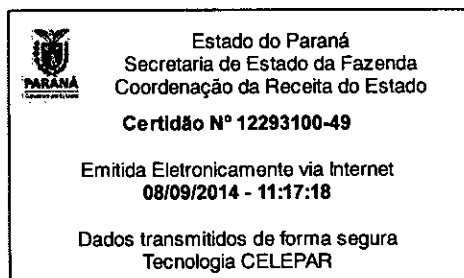 Estado do Paraná
Secretaria de Estado da Fazenda
PARANÁ
Coordenação da Receita do Estado
Certidão Nº 12293100-49
Emitida Eletronicamente via Internet
08/09/2014 - 11:17:18
Dados transmitidos de forma segura
Tecnologia CELEPAR